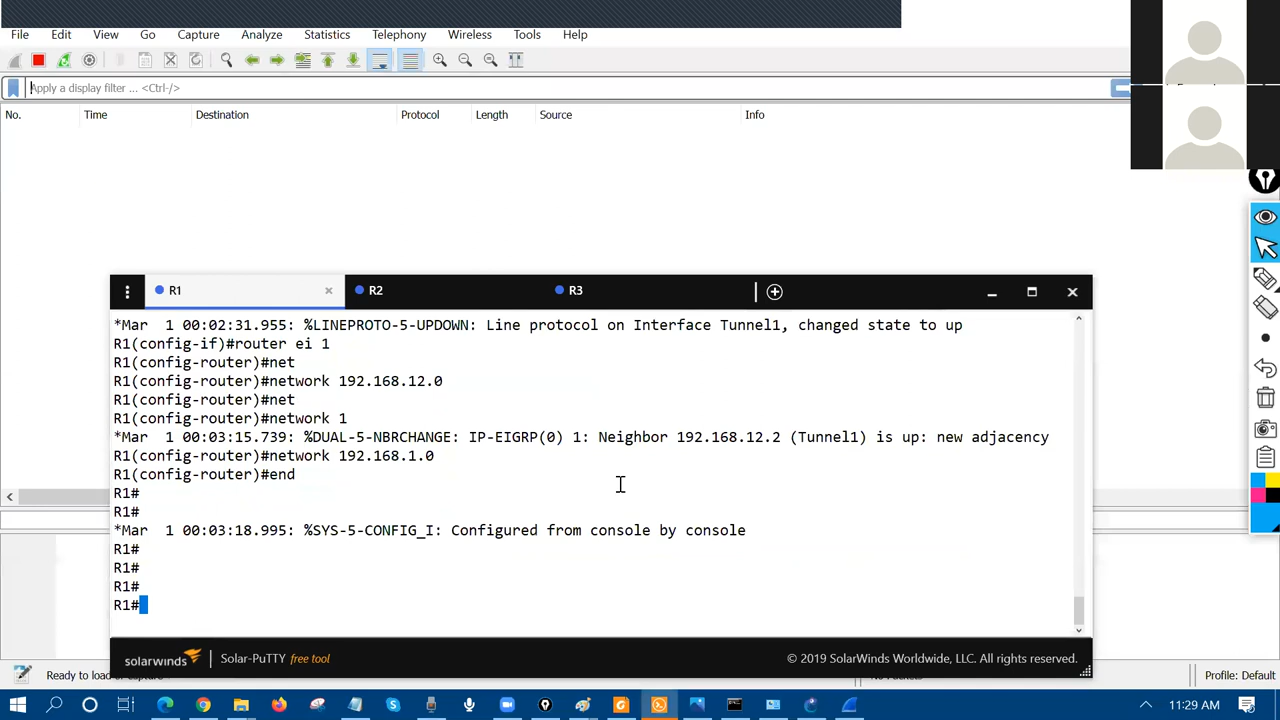 File Edit View Go Capture Analyze Statistics Telephony Wireless Tools Help
Apply a display filter ... <Ctrl-/>
No. Time Destination Protocol Length Source Info
R1 R2 R3
*Mar  1 00:02:31.955: %LINEPROTO-5-UPDOWN: Line protocol on Interface Tunnel1, changed state to up
R1(config-if)#router ei 1
R1(config-router)#net
R1(config-router)#network 192.168.12.0
R1(config-router)#net
R1(config-router)#network 1
*Mar  1 00:03:15.739: %DUAL-5-NBRCHANGE: IP-EIGRP(0) 1: Neighbor 192.168.12.2 (Tunnel1) is up: new adjacency
R1(config-router)#network 192.168.1.0
R1(config-router)#end
R1#
R1#
*Mar  1 00:03:18.995: %SYS-5-CONFIG_I: Configured from console by console
R1#
R1#
R1#
R1#
solarwinds Solar-PuTTY free tool © 2019 SolarWinds Worldwide, LLC. All rights reserved.
Ready to load Profile: Default
11:29 AM